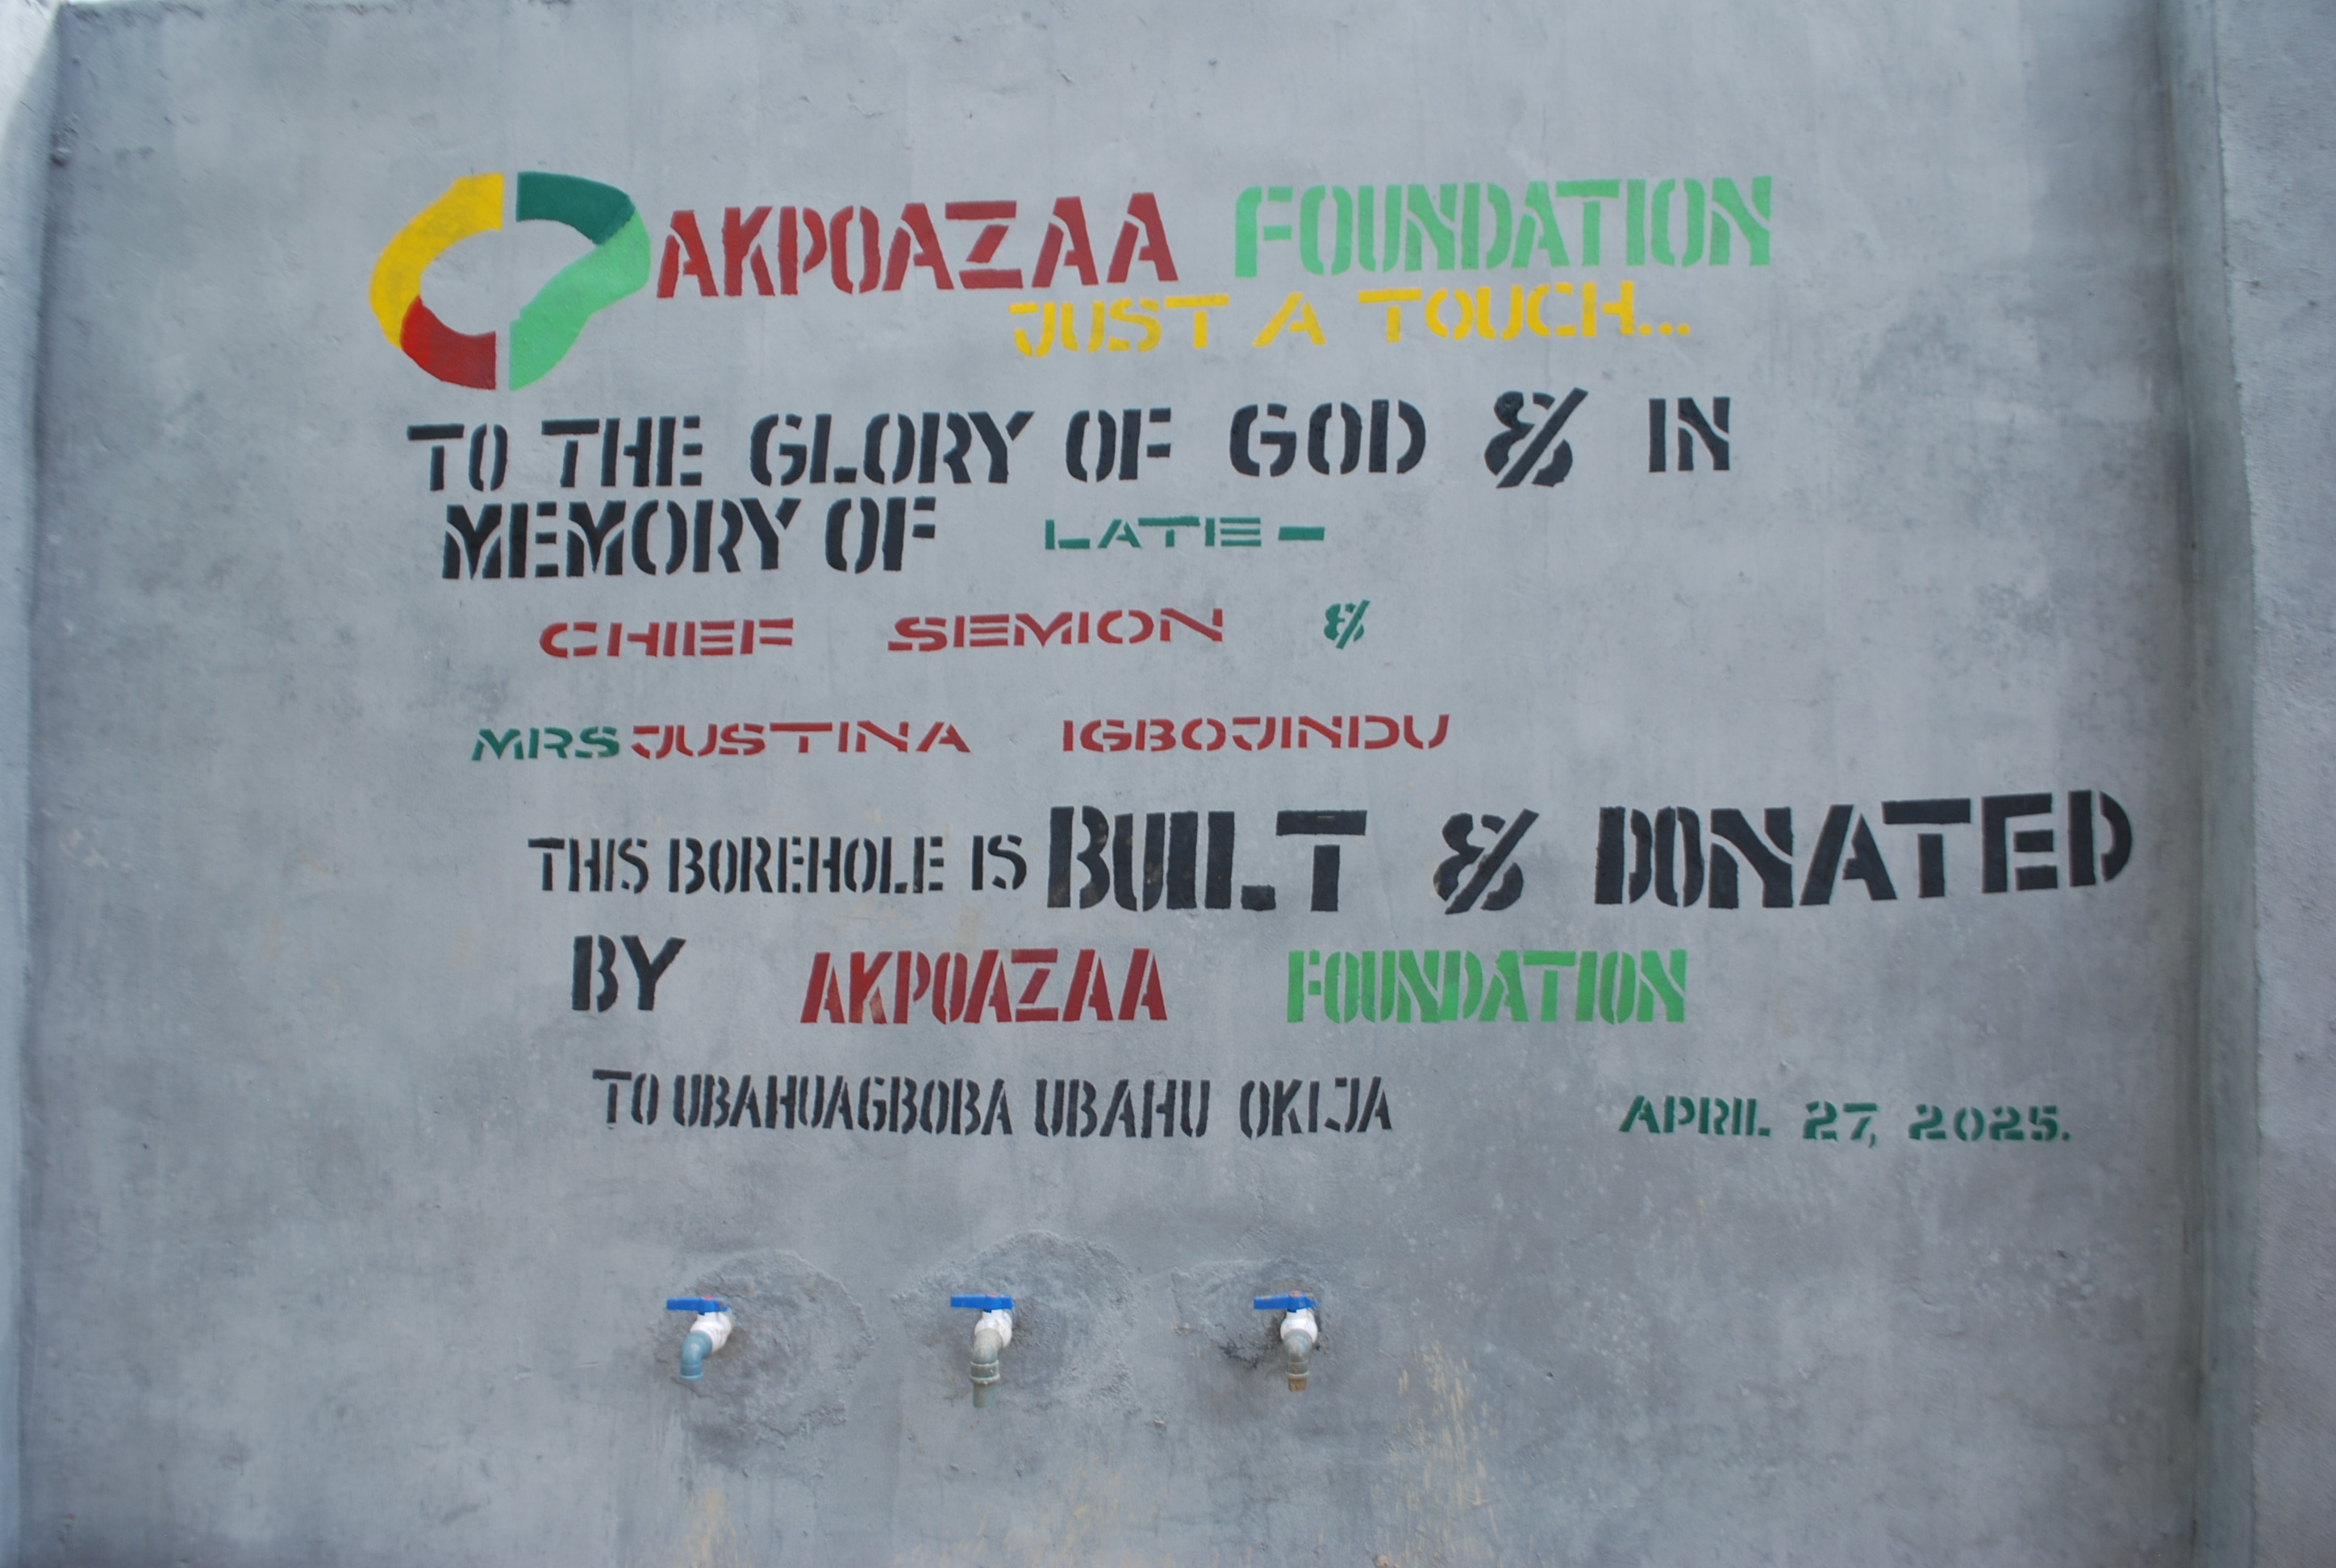 AKPOAZAA FOUNDATION
JUST A TOUCH...
TO THE GLORY OF GOD & IN
MEMORY OF LATE-
CHIEF SEMION &
MRS JUSTINA IGBOJINDU
THIS BOREHOLE IS BUILT & DONATED
BY AKPOAZAA FOUNDATION
TO UBAHUAGBOBA UBAHU OKIJA APRIL 27, 2025.